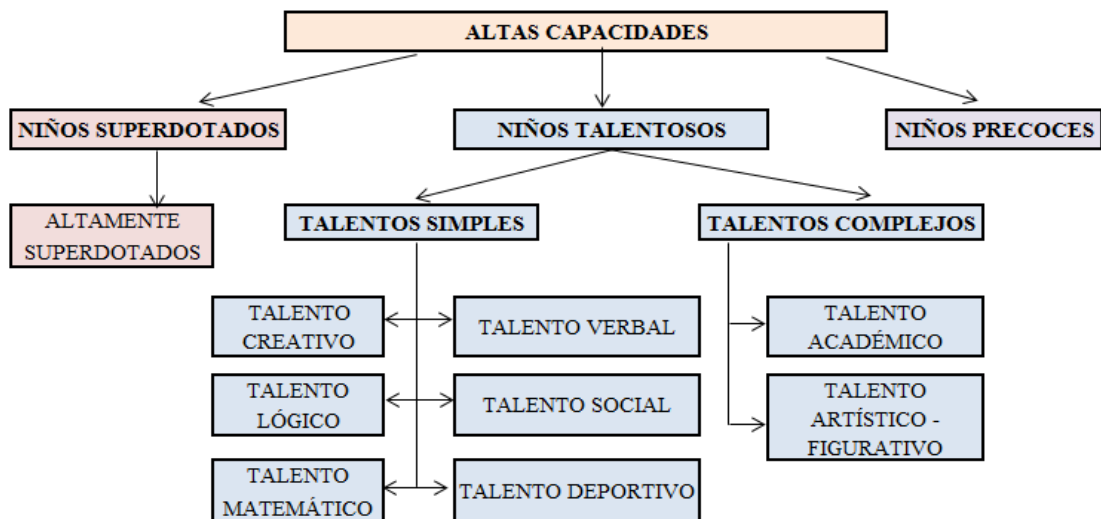 ALTAS CAPACIDADES
NIÑOS SUPERDOTADOS
NIÑOS TALENTOSOS
NIÑOS PRECOCES
ALTAMENTE
SUPERDOTADOS
TALENTOS SIMPLES
TALENTOS COMPLEJOS
TALENTO
CREATIVO
TALENTO VERBAL
TALENTO
ACADÉMICO
TALENTO
LÓGICO
TALENTO SOCIAL
TALENTO
ARTÍSTICO -
FIGURATIVO
TALENTO
MATEMÁTICO
TALENTO DEPORTIVO